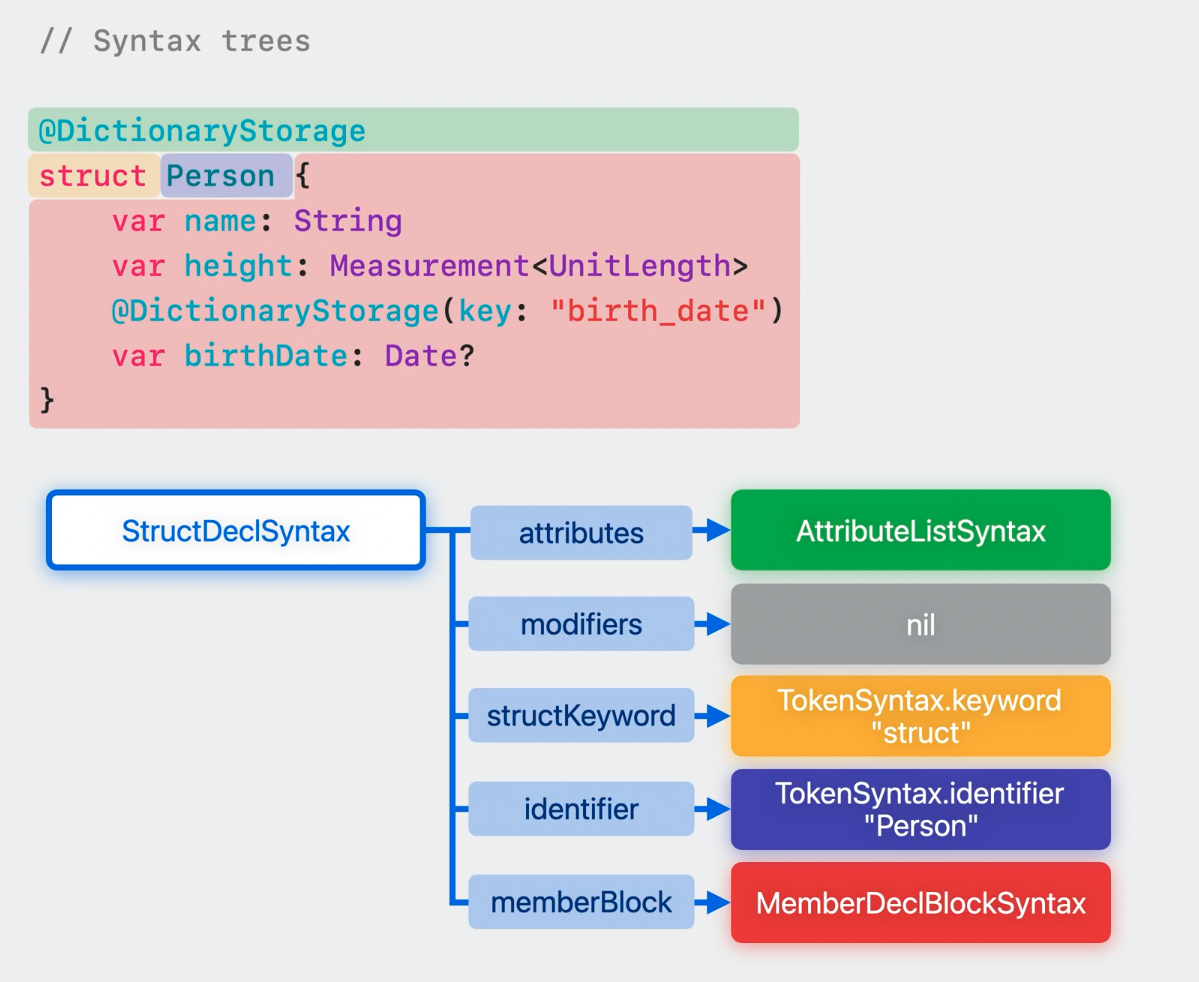 // Syntax trees
@DictionaryStorage
struct Person {
    var name: String
    var height: Measurement<UnitLength>
    @DictionaryStorage(key: "birth_date")
    var birthDate: Date?
}
StructDeclSyntax
attributes
AttributeListSyntax
modifiers
nil
structKeyword
TokenSyntax.keyword
"struct"
identifier
TokenSyntax.identifier
"Person"
memberBlock
MemberDeclBlockSyntax